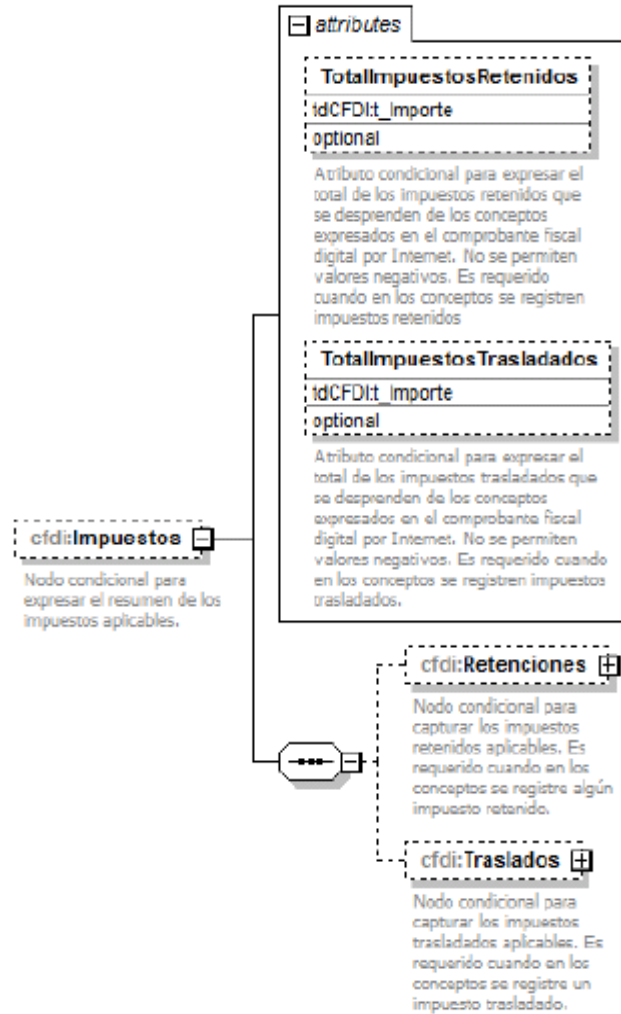 attributes
TotalImpuestosRetenidos
tdCFDI:t_Importe
optional
Atributo condicional para expresar el
total de los impuestos retenidos que
se desprenden de los conceptos
expresados en el comprobante fiscal
digital por Internet. No se permiten
valores negativos. Es requerido
cuando en los conceptos se registren
impuestos retenidos
TotalImpuestosTrasladados
tdCFDI:t_Importe
optional
Atributo condicional para expresar el
total de los impuestos trasladados que
se desprenden de los conceptos
expresados en el comprobante fiscal
digital por Internet. No se permiten
valores negativos. Es requerido cuando
en los conceptos se registren impuestos
trasladados.
cfdi:Impuestos
Nodo condicional para
expresar el resumen de los
impuestos aplicables.
cfdi:Retenciones
Nodo condicional para
capturar los impuestos
retenidos aplicables. Es
requerido cuando en los
conceptos se registre algún
impuesto retenido.
cfdi:Traslados
Nodo condicional para
capturar los impuestos
trasladados aplicables. Es
requerido cuando en los
conceptos se registre un
impuesto trasladado.